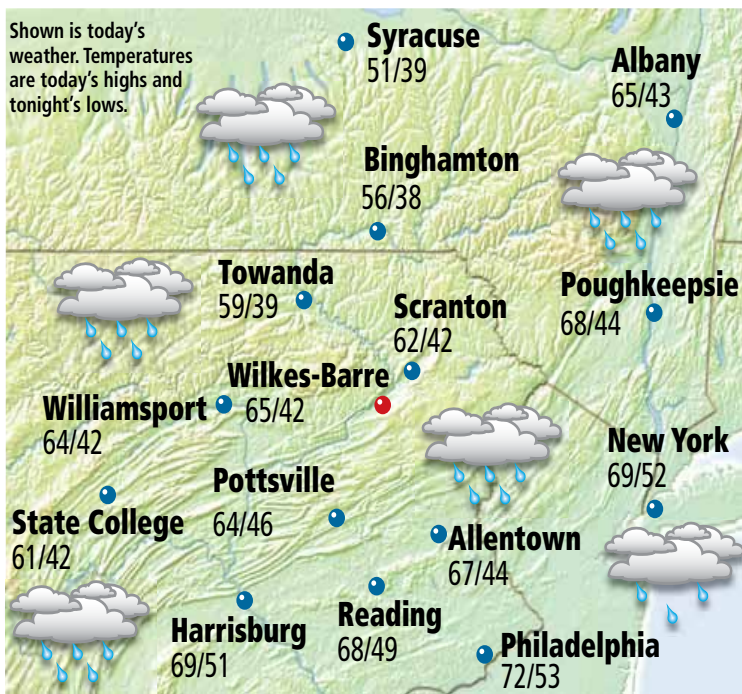 Shown is today's
weather. Temperatures
are today's highs and
tonight's lows.
Syracuse
51/39
Albany
65/43
Binghamton
56/38
Towanda
59/39
Scranton
62/42
Poughkeepsie
68/44
Wilkes-Barre
65/42
Williamsport
64/42
New York
69/52
Pottsville
64/46
State College
61/42
Allentown
67/44
Reading
68/49
Harrisburg
69/51
Philadelphia
72/53